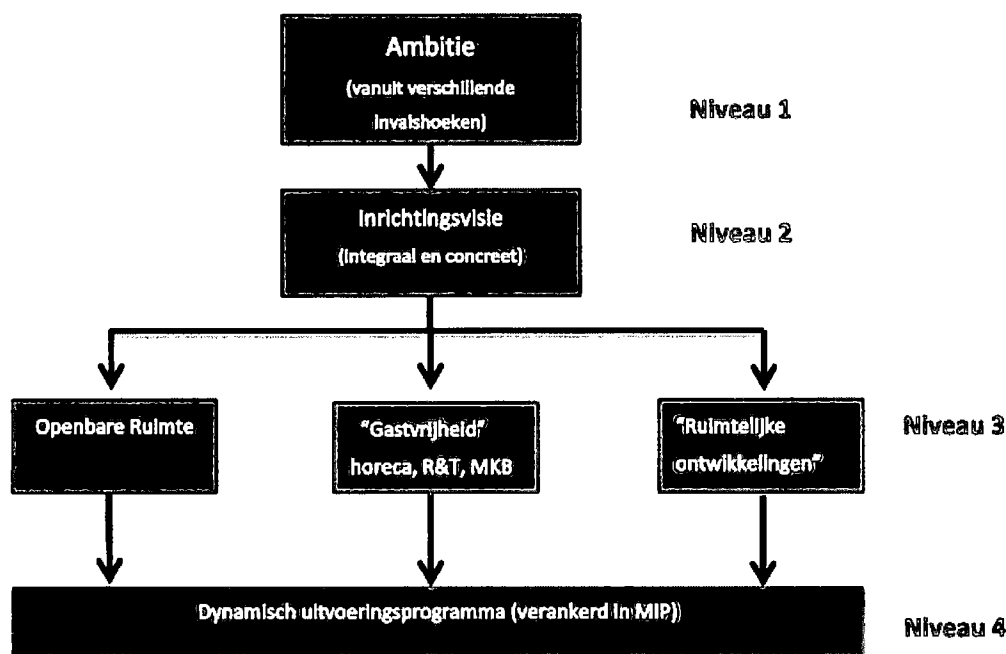 Ambitie
(vanuit verschillende
invalshoeken)
Niveau 1
Inrichtingsvisie
(integraal en concreet)
Niveau 2
Openbare Ruimte
"Gastvrijheid"
horeca, R&T, MKB
"Ruimtelijke
ontwikkelingen"
Niveau 3
Dynamisch uitvoeringsprogramma (verankerd in MIP)
Niveau 4